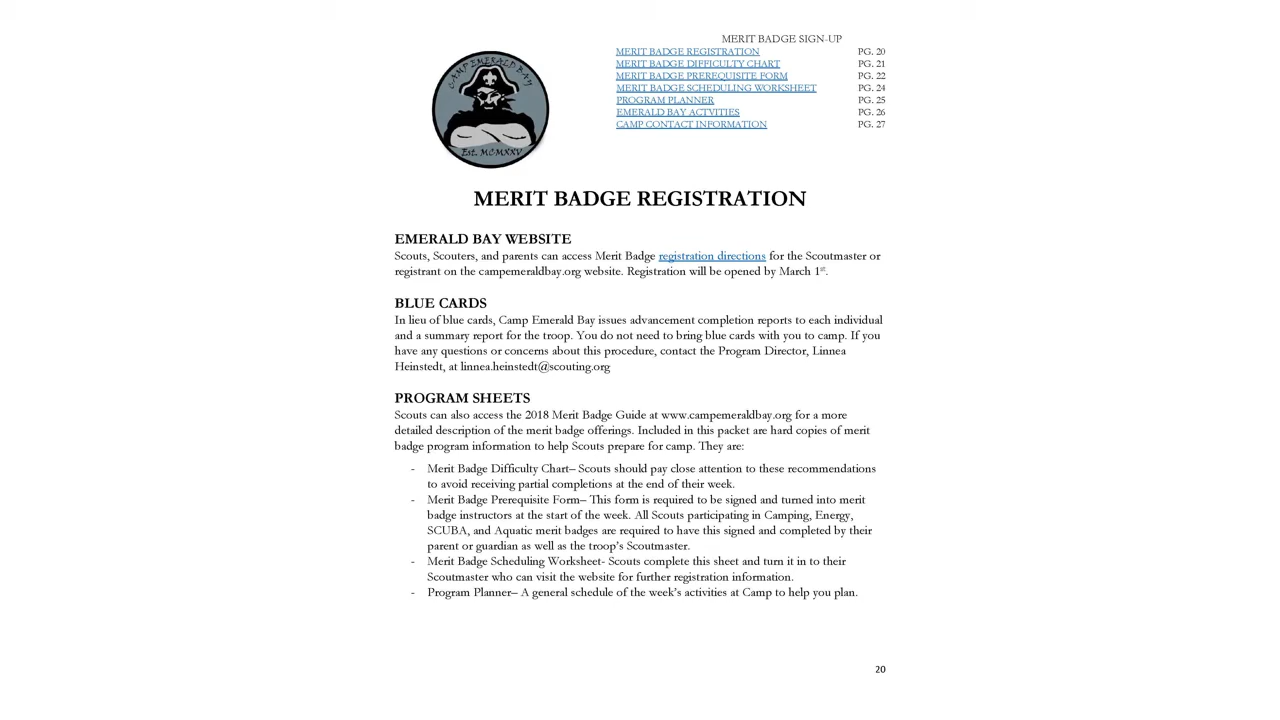 CAMP EMERALD BAY
Est. MCMXXV
MERIT BADGE SIGN-UP
MERIT BADGE REGISTRATION PG. 20
MERIT BADGE DIFFICULTY CHART PG. 21
MERIT BADGE PREREQUISITE FORM PG. 22
MERIT BADGE SCHEDULING WORKSHEET PG. 24
PROGRAM PLANNER PG. 25
EMERALD BAY ACTVITIES PG. 26
CAMP CONTACT INFORMATION PG. 27
MERIT BADGE REGISTRATION
EMERALD BAY WEBSITE
Scouts, Scouters, and parents can access Merit Badge registration directions for the Scoutmaster or
registrant on the campemeraldbay.org website. Registration will be opened by March 1st.
BLUE CARDS
In lieu of blue cards, Camp Emerald Bay issues advancement completion reports to each individual
and a summary report for the troop. You do not need to bring blue cards with you to camp. If you
have any questions or concerns about this procedure, contact the Program Director, Linnea
Heinstedt, at linnea.heinstedt@scouting.org
PROGRAM SHEETS
Scouts can also access the 2018 Merit Badge Guide at www.campemeraldbay.org for a more
detailed description of the merit badge offerings. Included in this packet are hard copies of merit
badge program information to help Scouts prepare for camp. They are:
- Merit Badge Difficulty Chart– Scouts should pay close attention to these recommendations
to avoid receiving partial completions at the end of their week.
- Merit Badge Prerequisite Form– This form is required to be signed and turned into merit
badge instructors at the start of the week. All Scouts participating in Camping, Energy,
SCUBA, and Aquatic merit badges are required to have this signed and completed by their
parent or guardian as well as the troop’s Scoutmaster.
- Merit Badge Scheduling Worksheet- Scouts complete this sheet and turn it in to their
Scoutmaster who can visit the website for further registration information.
- Program Planner– A general schedule of the week’s activities at Camp to help you plan.
20